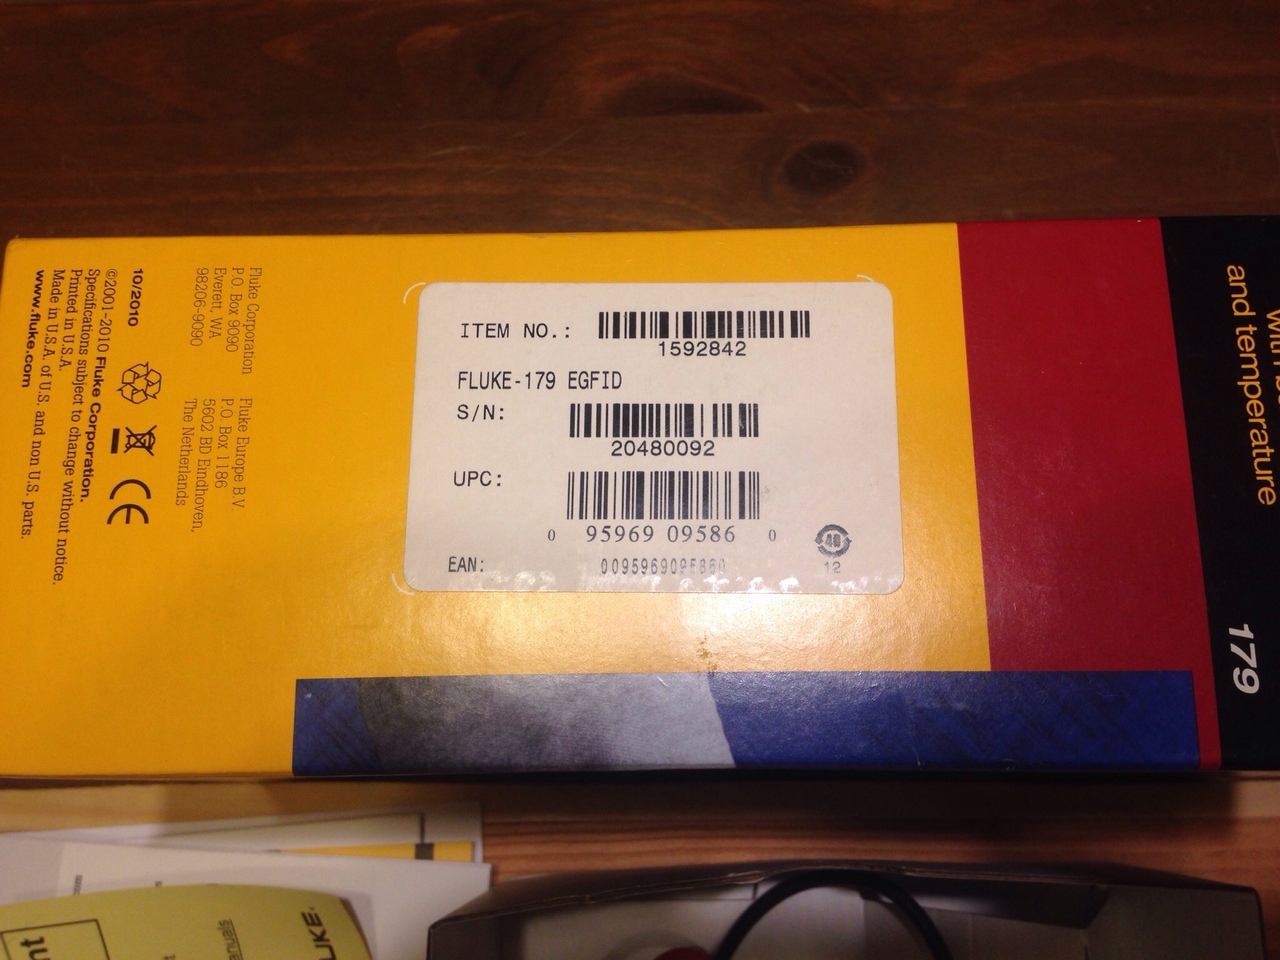 ITEM NO.:
1592842
FLUKE-179 EGFID
S/N:
20480092
UPC:
0 95969 09586 0
EAN:
40
12
Fluke Corporation
P.O. Box 9090
Everett, WA
98206-9090
Fluke Europe B.V.
P.O. Box 1186
5602 BD Eindhoven,
The Netherlands
10/2010
©2001-2010 Fluke Corporation.
Specifications subject to change without notice.
Printed in U.S.A.
Made in U.S.A. of U.S. and non U.S. parts.
www.fluke.com
CE
and temperature
179